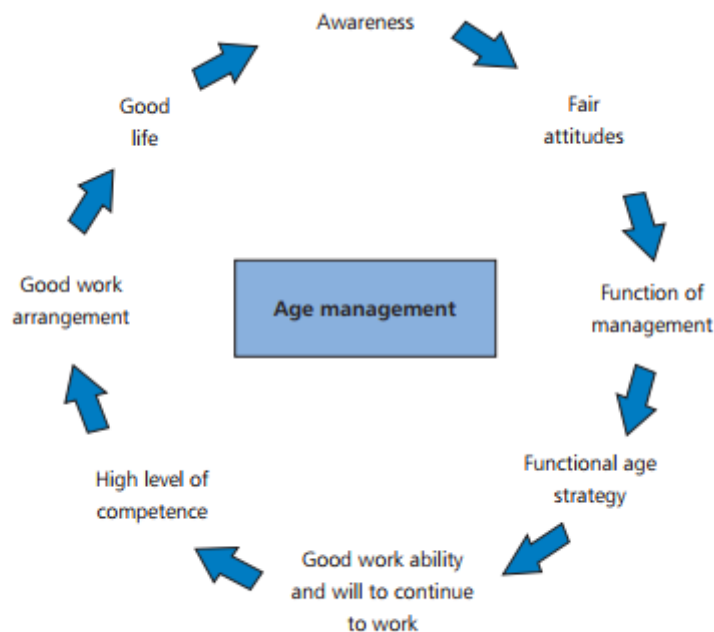 Awareness
Fair
attitudes
Function of
management
Functional age
strategy
Good work ability
and will to continue
to work
High level of
competence
Good work
arrangement
Good
life
Age management